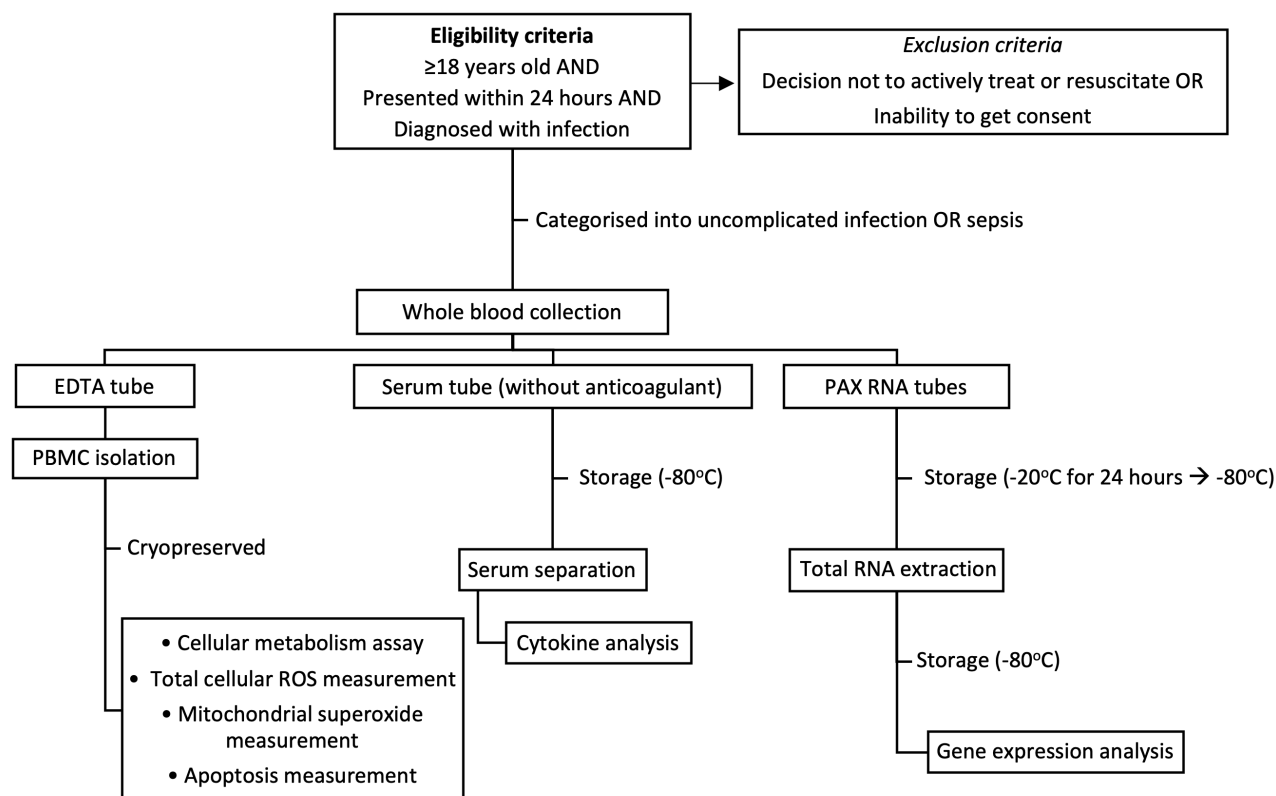 Eligibility criteria
≥18 years old AND
Presented within 24 hours AND
Diagnosed with infection
Exclusion criteria
Decision not to actively treat or resuscitate OR
Inability to get consent
Categorised into uncomplicated infection OR sepsis
Whole blood collection
EDTA tube
Serum tube (without anticoagulant)
PAX RNA tubes
PBMC isolation
Storage (-80°C)
Storage (-20°C for 24 hours → -80°C)
Cryopreserved
Serum separation
Total RNA extraction
• Cellular metabolism assay
• Total cellular ROS measurement
• Mitochondrial superoxide
measurement
• Apoptosis measurement
Cytokine analysis
Storage (-80°C)
Gene expression analysis